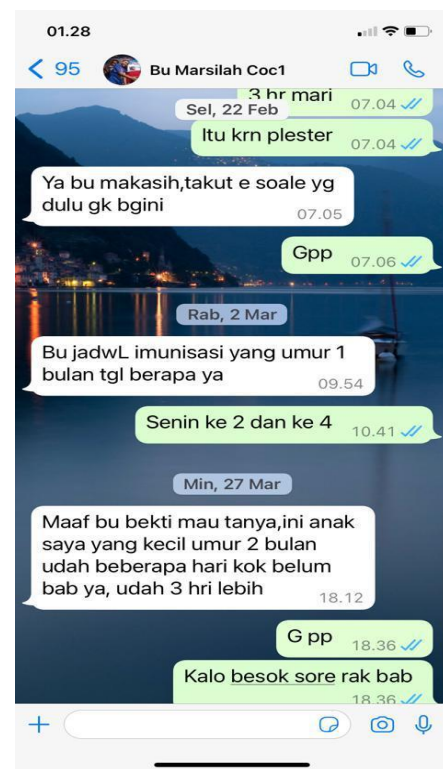 01.28
95
Bu Marsilah Coc1
3 hr mari
07.04
Sel, 22 Feb
Itu krn plester
07.04
Ya bu makasih,takut e soale yg
dulu gk bgini
07.05
Gpp
07.06
Rab, 2 Mar
Bu jadwL imunisasi yang umur 1
bulan tgl berapa ya
09.54
Senin ke 2 dan ke 4
10.41
Min, 27 Mar
Maaf bu bekti mau tanya,ini anak
saya yang kecil umur 2 bulan
udah beberapa hari kok belum
bab ya, udah 3 hri lebih
18.12
G pp
18.36
Kalo besok sore rak bab
18.36